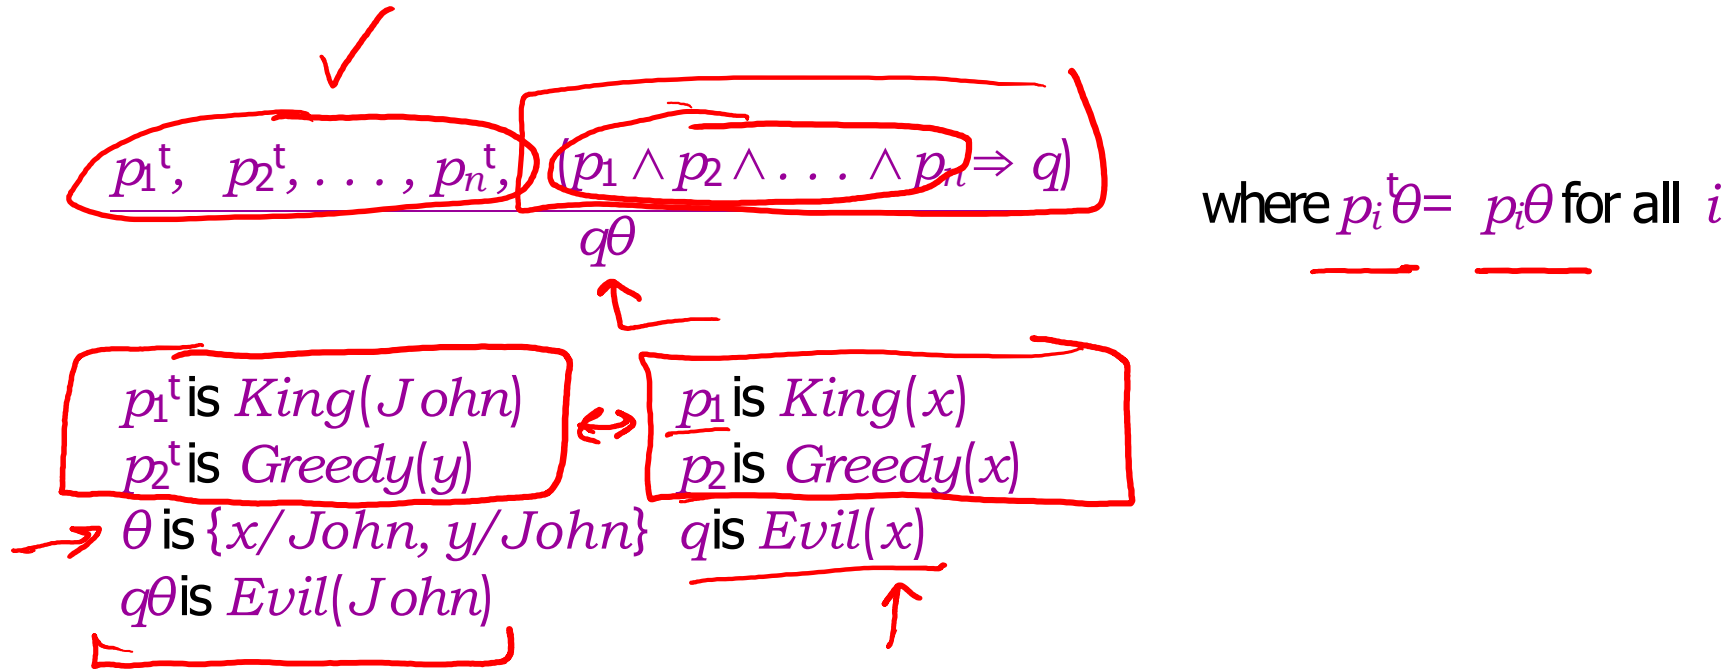 p₁ᵗ, p₂ᵗ, . . . , pₙᵗ, (p₁ ∧ p₂ ∧ . . . ∧ pₙ ⇒ q)
qθ
where pᵢᵗθ = pᵢθ for all i
p₁ᵗ is King(John) p₁ is King(x)
p₂ᵗ is Greedy(y) p₂ is Greedy(x)
θ is {x/John, y/John} q is Evil(x)
qθ is Evil(John)